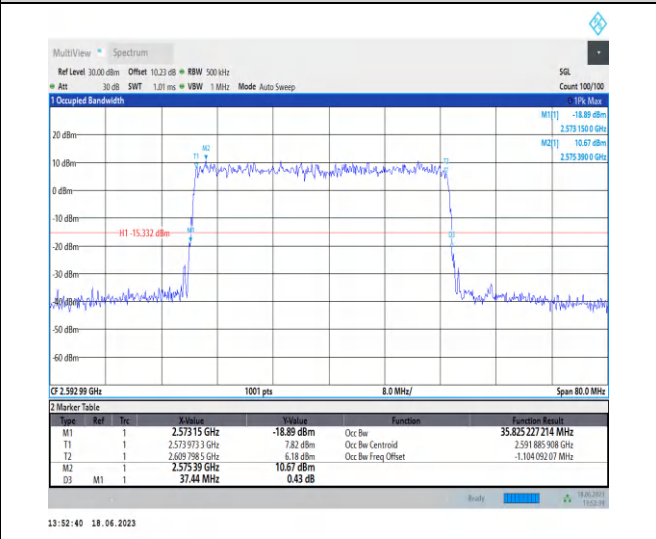 MultiView Spectrum
Ref Level 30.00 dBm Offset 10.23 dB RBW 500 kHz SGL
Att 30 dB SWT 1.01 ms VBW 1 MHz Mode Auto Sweep Count 100/100
1 Occupied Bandwidth 1Pk Max
M1[1] -18.89 dBm
2.573 150 0 GHz
M2[1] 10.67 dBm
2.575 390 0 GHz
20 dBm
M2
T1 T2
10 dBm
0 dBm
-10 dBm
H1 -15.332 dBm M1 D3
-20 dBm
-30 dBm
-40 dBm
-50 dBm
-60 dBm
CF 2.592 99 GHz 1001 pts 8.0 MHz/ Span 80.0 MHz
2 Marker Table
Type Ref Trc X-Value Y-Value Function Function Result
M1 1 2.573 15 GHz -18.89 dBm Occ Bw 35.825 227 214 MHz
T1 1 2.573 973 3 GHz 7.82 dBm Occ Bw Centroid 2.591 885 908 GHz
T2 1 2.609 798 5 GHz 6.18 dBm Occ Bw Freq Offset -1.104 092 07 MHz
M2 1 2.575 39 GHz 10.67 dBm
D3 M1 1 37.44 MHz 0.43 dB
Ready 18.06.2023
13:52:39
13:52:40 18.06.2023